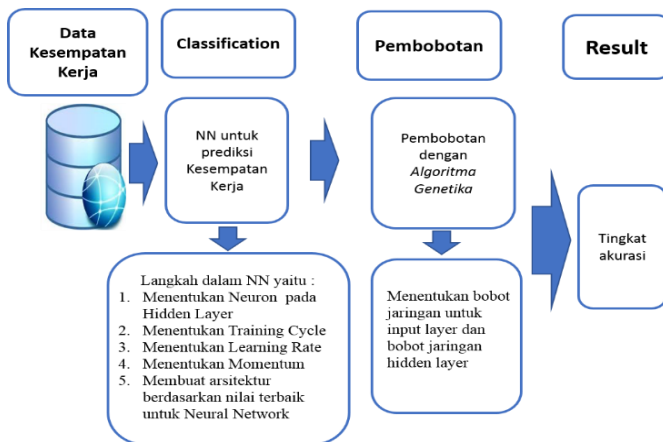 Data
Kesempatan
Kerja
Classification
Pembobotan
Result
NN untuk
prediksi
Kesempatan
Kerja
Pembobotan
dengan
Algoritma
Genetika
Tingkat
akurasi
Langkah dalam NN yaitu :
1. Menentukan Neuron pada
Hidden Layer
2. Menentukan Training Cycle
3. Menentukan Learning Rate
4. Menentukan Momentum
5. Membuat arsitektur
berdasarkan nilai terbaik
untuk Neural Network
Menentukan bobot
jaringan untuk
input layer dan
bobot jaringan
hidden layer